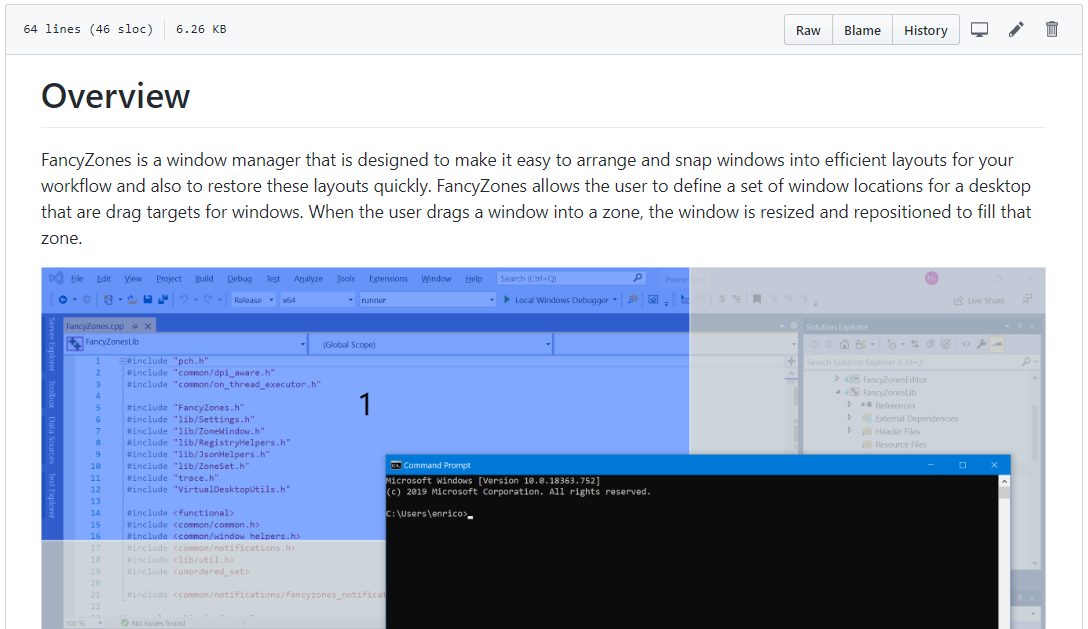 64 lines (46 sloc) 6.26 KB
Raw Blame History
Overview
FancyZones is a window manager that is designed to make it easy to arrange and snap windows into efficient layouts for your
workflow and also to restore these layouts quickly. FancyZones allows the user to define a set of window locations for a desktop
that are drag targets for windows. When the user drags a window into a zone, the window is resized and repositioned to fill that
zone.
File Edit View Project Build Debug Test Analyze Tools Extensions Window Help Search (Ctrl+Q) PowerToys EG
Release x64 runner Local Windows Debugger Live Share
Server Explorer
Toolbox
Data Sources
Test Explorer
FancyZones.cpp
FancyZonesLib (Global Scope)
1 #include "pch.h"
2 #include "common/dpi_aware.h"
3 #include "common/on_thread_executor.h"
4
5 #include "FancyZones.h"
6 #include "lib/Settings.h"
7 #include "lib/ZoneWindow.h"
8 #include "lib/RegistryHelpers.h"
9 #include "lib/JsonHelpers.h"
10 #include "lib/ZoneSet.h"
11 #include "trace.h"
12 #include "VirtualDesktopUtils.h"
13
14 #include <functional>
15 #include <common/common.h>
16 #include <common/window_helpers.h>
17 #include <common/notifications.h>
18 #include <lib/util.h>
19 #include <unordered_set>
20
21 #include <common/notifications/fancyzones_notificat
22
100 % No issues found
1
Solution Explorer
Search Solution Explorer (Ctrl+;)
FancyZonesEditor
FancyZonesLib
References
External Dependencies
Header Files
Resource Files
Command Prompt
Microsoft Windows [Version 10.0.18363.752]
(c) 2019 Microsoft Corporation. All rights reserved.
C:\Users\enrico>